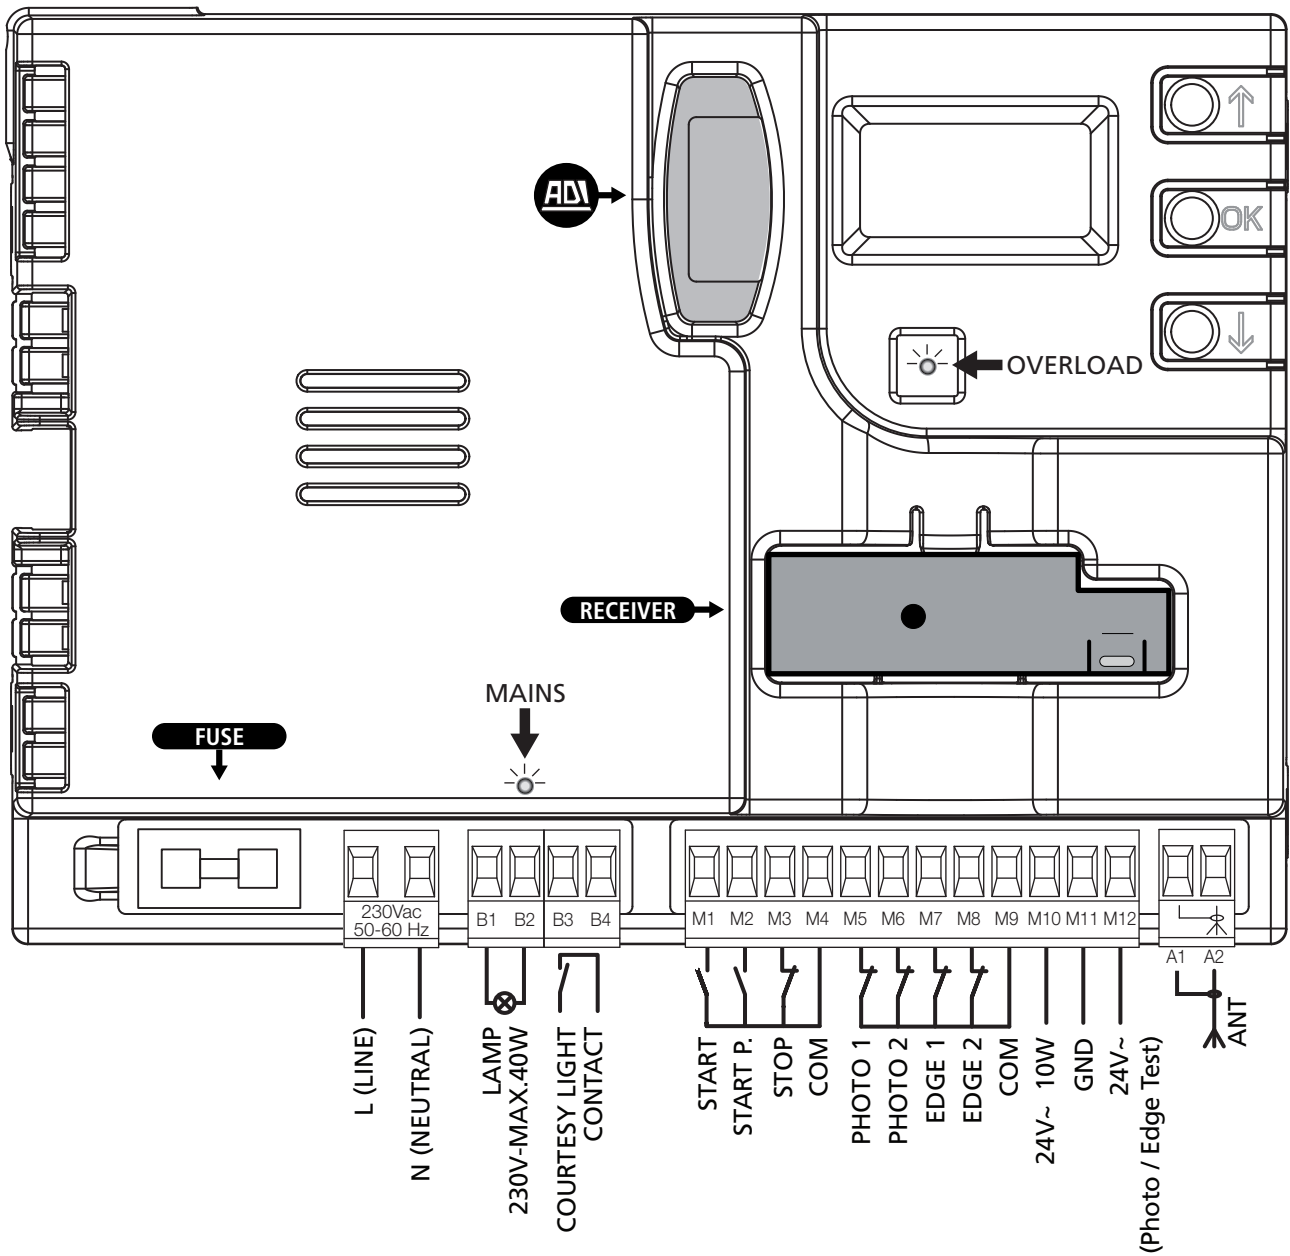 ADI
OK
OVERLOAD
RECEIVER
MAINS
FUSE
230Vac
50-60 Hz
B1 B2 B3 B4
M1 M2 M3 M4 M5 M6 M7 M8 M9 M10 M11 M12
A1 A2
L (LINE)
N (NEUTRAL)
LAMP
230V-MAX.40W
COURTESY LIGHT
CONTACT
START
START P.
STOP
COM
PHOTO 1
PHOTO 2
EDGE 1
EDGE 2
COM
24V~ 10W
GND
24V~
(Photo / Edge Test)
ANT